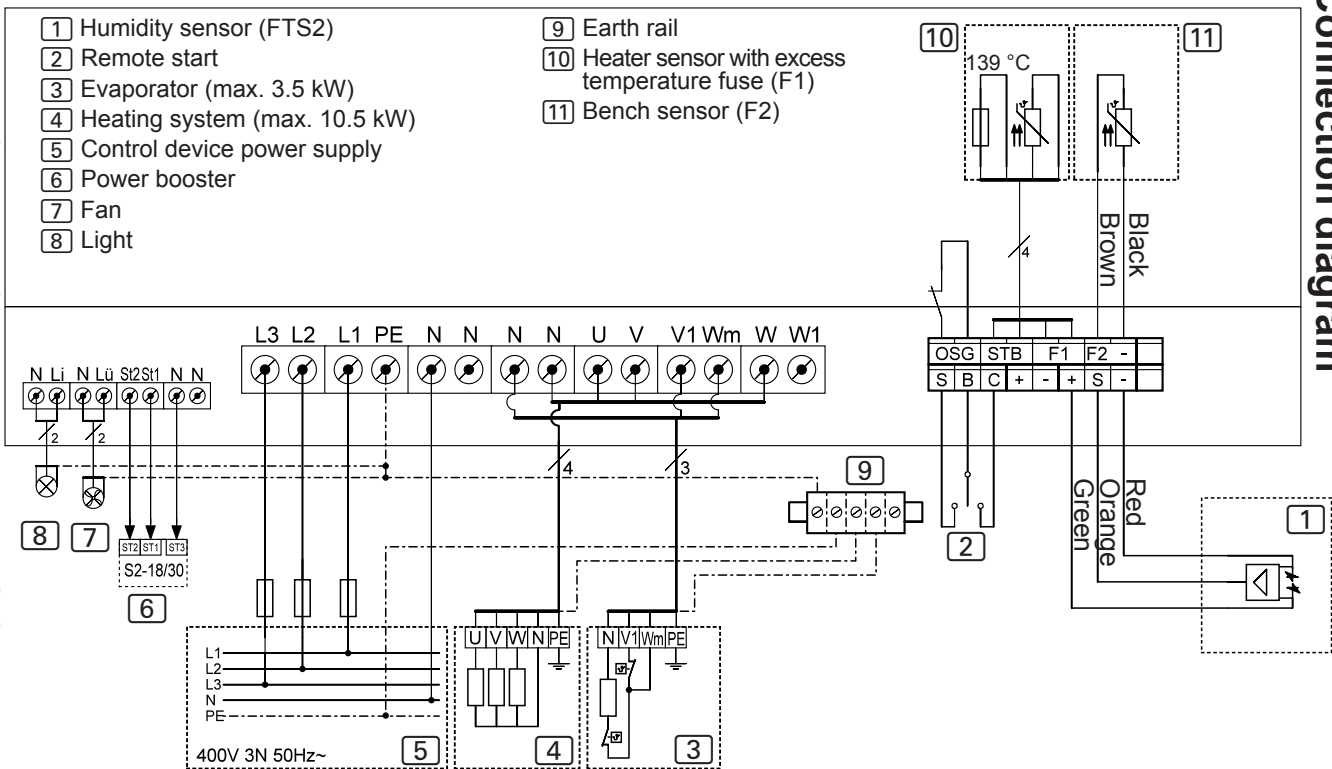 Connection diagram
1 Humidity sensor (FTS2)
2 Remote start
3 Evaporator (max. 3.5 kW)
4 Heating system (max. 10.5 kW)
5 Control device power supply
6 Power booster
7 Fan
8 Light
9 Earth rail
10 Heater sensor with excess
temperature fuse (F1)
11 Bench sensor (F2)
10
139 °C
11
4
Brown
Black
L3 L2 L1 PE N N N N U V V1 Wm W W1
N Li N Lü St2 St1 N N
OSG STB F1 F2 -
S B C + - + S -
2
2
4
3
9
8
7
ST2 ST1 ST3
S2-18/30
6
2
Green
Orange
Red
1
U V W N PE
N V1 Wm PE
L1
L2
L3
N
PE
400V 3N 50Hz~
5
4
3